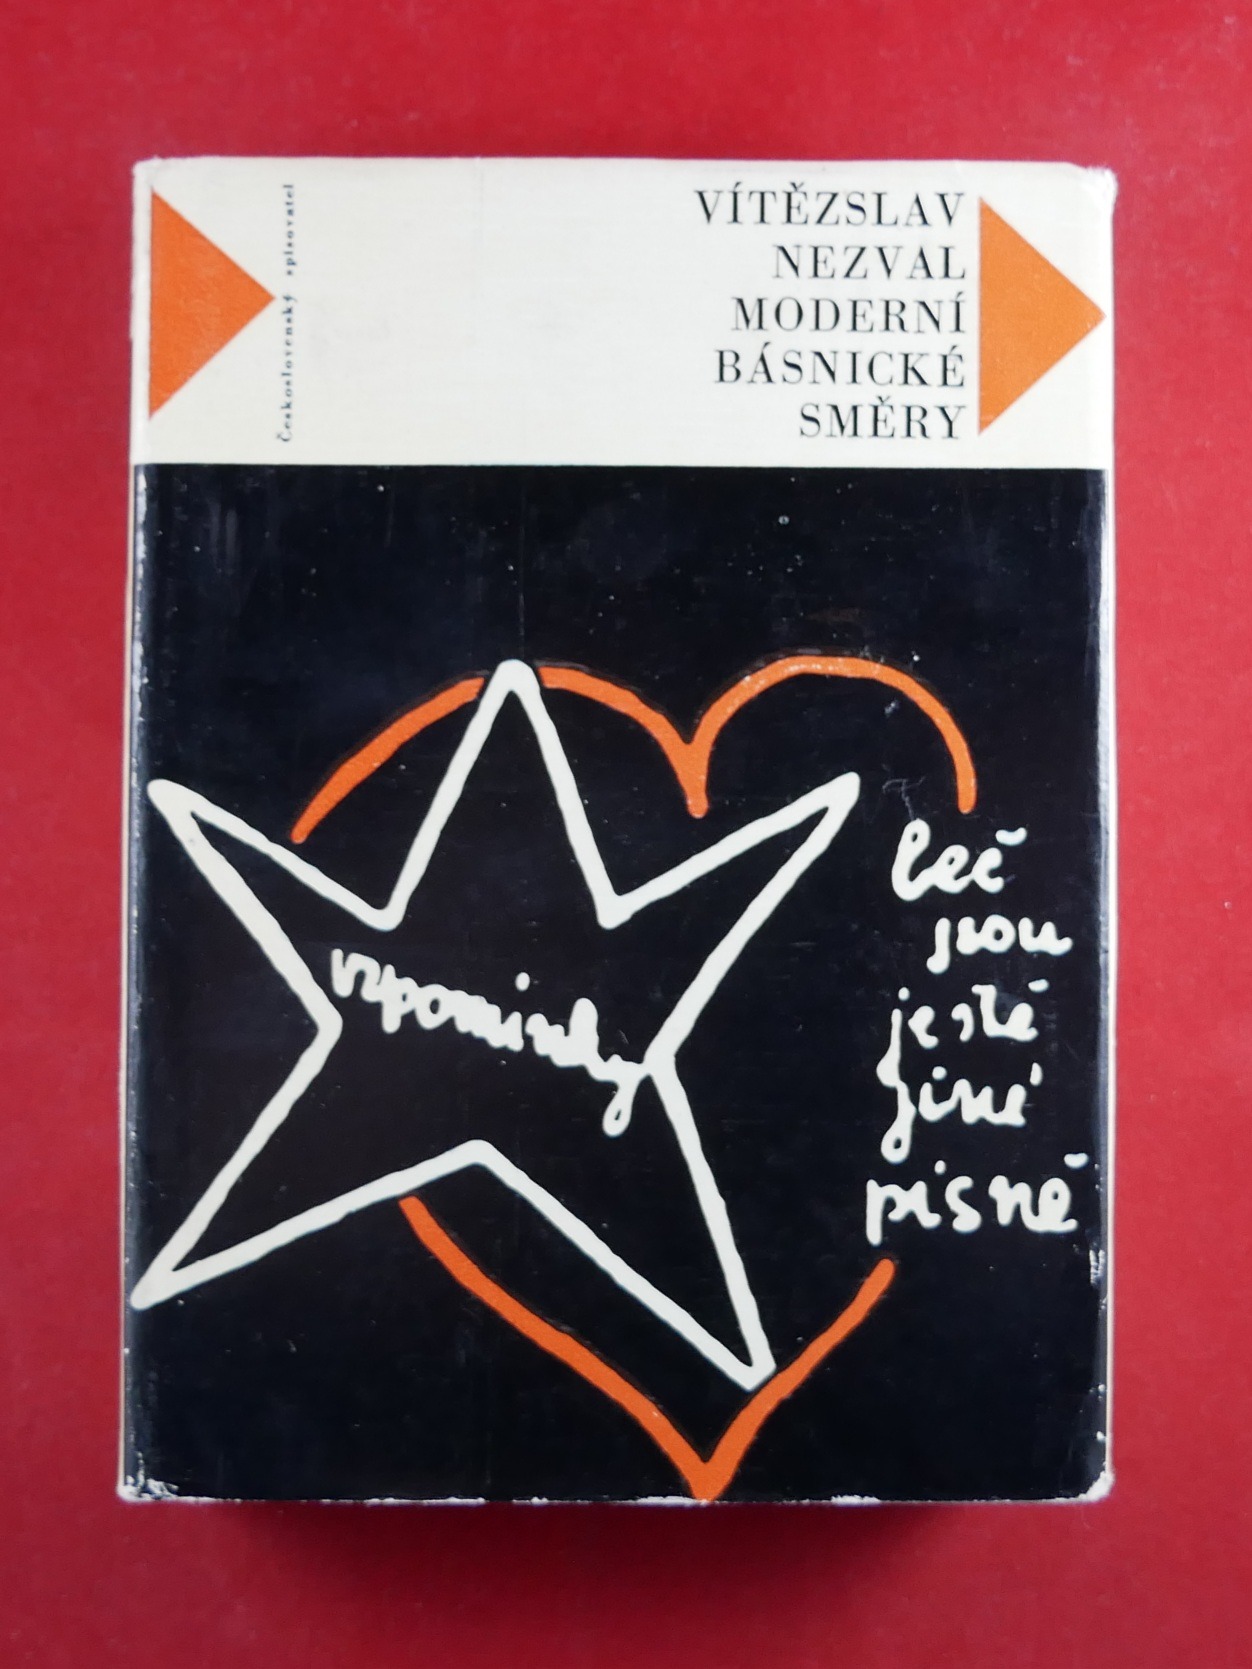 Československý spisovatel
VÍTĚZSLAV
NEZVAL
MODERNÍ
BÁSNICKÉ
SMĚRY
vzpomínky
leč
jsou
ještě
jiné
písně